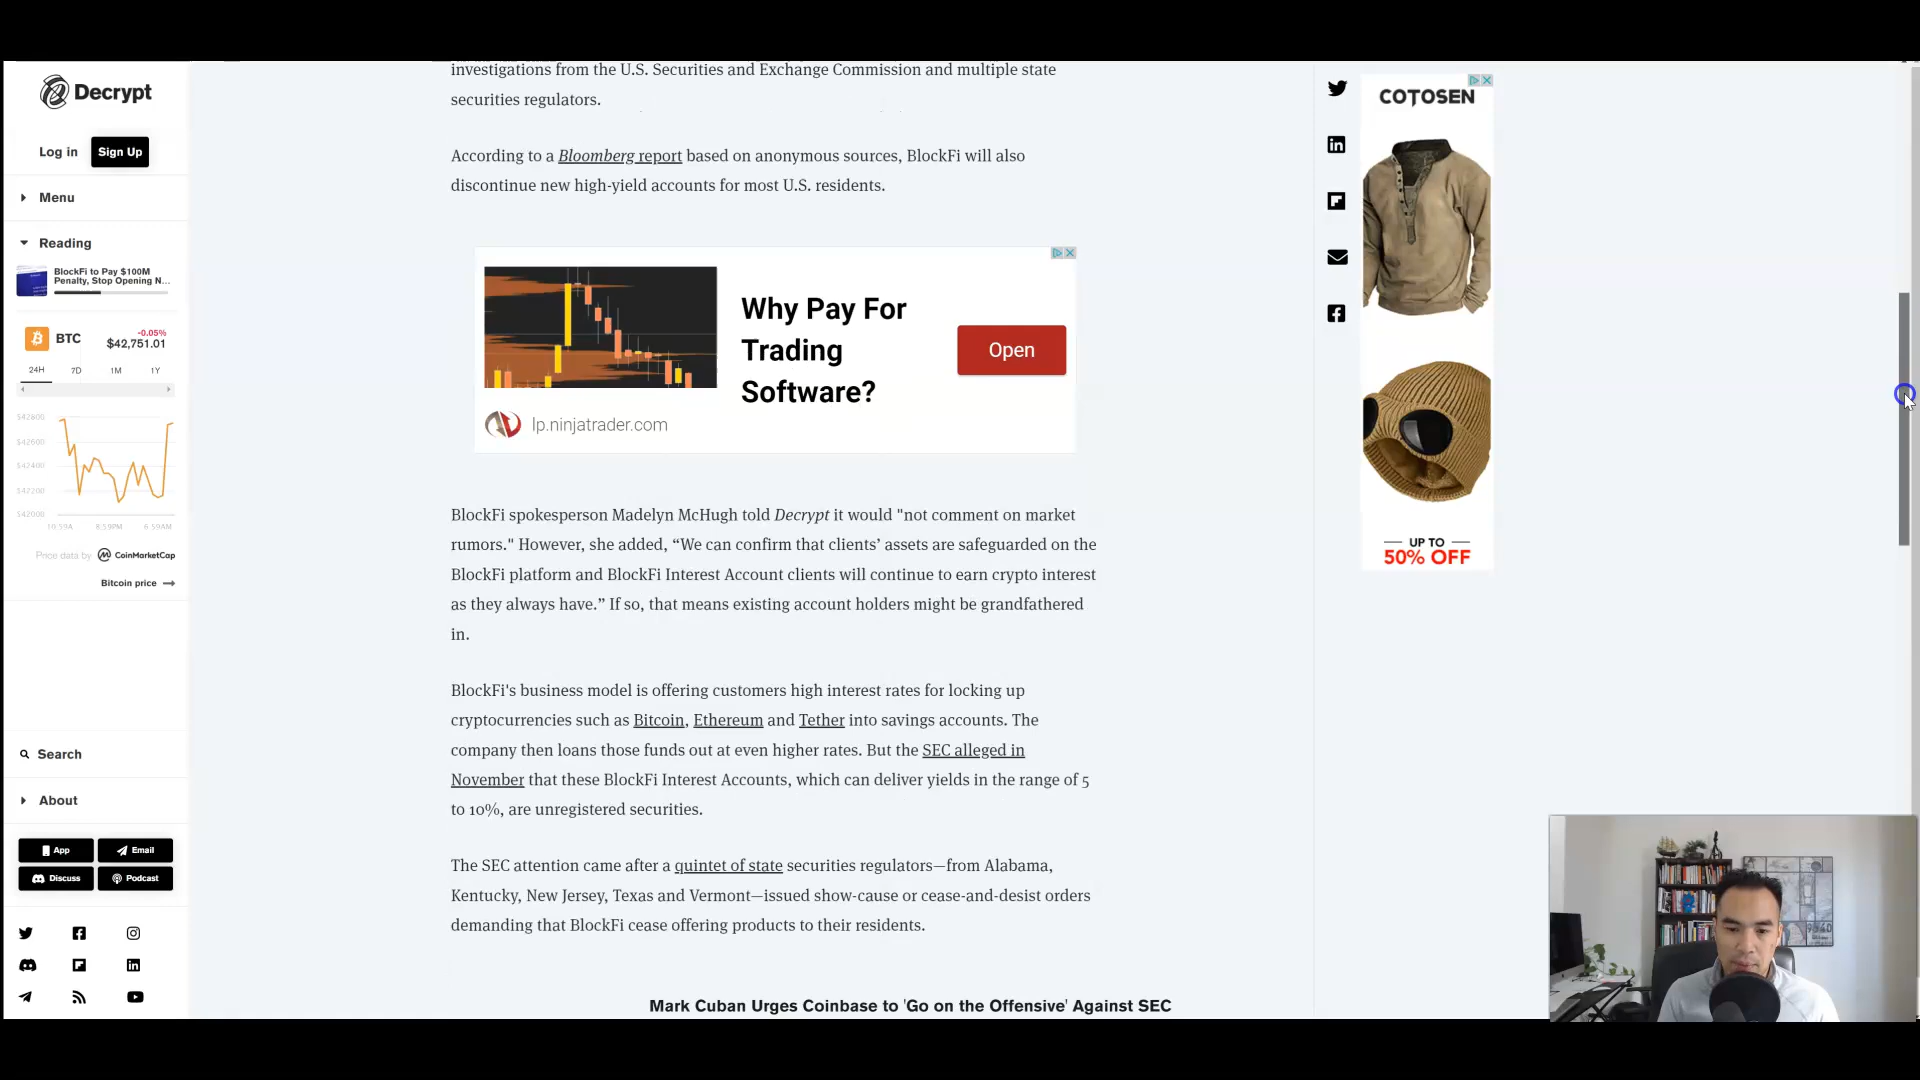 Decrypt
Log in
Sign Up
Menu
Reading
BlockFi to Pay $100M
Penalty, Stop Opening N...
BTC
-0.05%
$42,751.01
24H
7D
1M
1Y
$42800
$42600
$42400
$42200
$42000
10:59A
8:59PM
6:59AM
Price data by
CoinMarketCap
Bitcoin price
Search
About
App
Email
Discuss
Podcast
investigations from the U.S. Securities and Exchange Commission and multiple state
securities regulators.
According to a Bloomberg report based on anonymous sources, BlockFi will also
discontinue new high-yield accounts for most U.S. residents.
Why Pay For
Trading
Software?
Open
lp.ninjatrader.com
BlockFi spokesperson Madelyn McHugh told Decrypt it would "not comment on market
rumors." However, she added, “We can confirm that clients’ assets are safeguarded on the
BlockFi platform and BlockFi Interest Account clients will continue to earn crypto interest
as they always have.” If so, that means existing account holders might be grandfathered
in.
BlockFi's business model is offering customers high interest rates for locking up
cryptocurrencies such as Bitcoin, Ethereum and Tether into savings accounts. The
company then loans those funds out at even higher rates. But the SEC alleged in
November that these BlockFi Interest Accounts, which can deliver yields in the range of 5
to 10%, are unregistered securities.
The SEC attention came after a quintet of state securities regulators—from Alabama,
Kentucky, New Jersey, Texas and Vermont—issued show-cause or cease-and-desist orders
demanding that BlockFi cease offering products to their residents.
Mark Cuban Urges Coinbase to 'Go on the Offensive' Against SEC
COTOSEN
UP TO
50% OFF